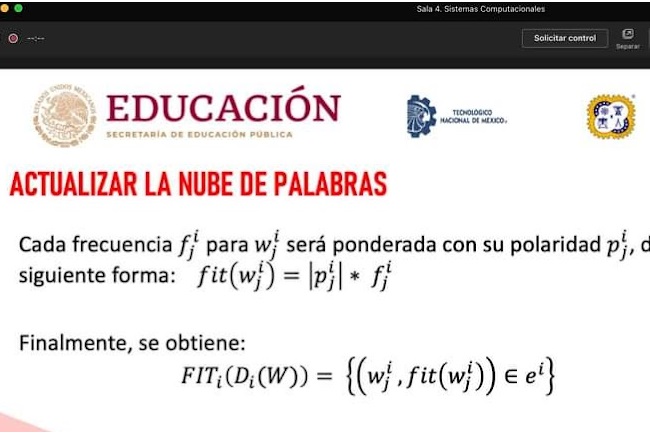 Sala 4. Sistemas Computacionales
--:--
Solicitar control
Separar
EDUCACIÓN
SECRETARÍA DE EDUCACIÓN PÚBLICA
TECNOLÓGICO
NACIONAL DE MÉXICO
ACTUALIZAR LA NUBE DE PALABRAS
Cada frecuencia f_j^i para w_j^i será ponderada con su polaridad p_j^i, d
siguiente forma: fit(w_j^i) = |p_j^i| ∗ f_j^i
Finalmente, se obtiene:
FIT_i(D_i(W)) = {(w_j^i, fit(w_j^i)) ∈ e^i}